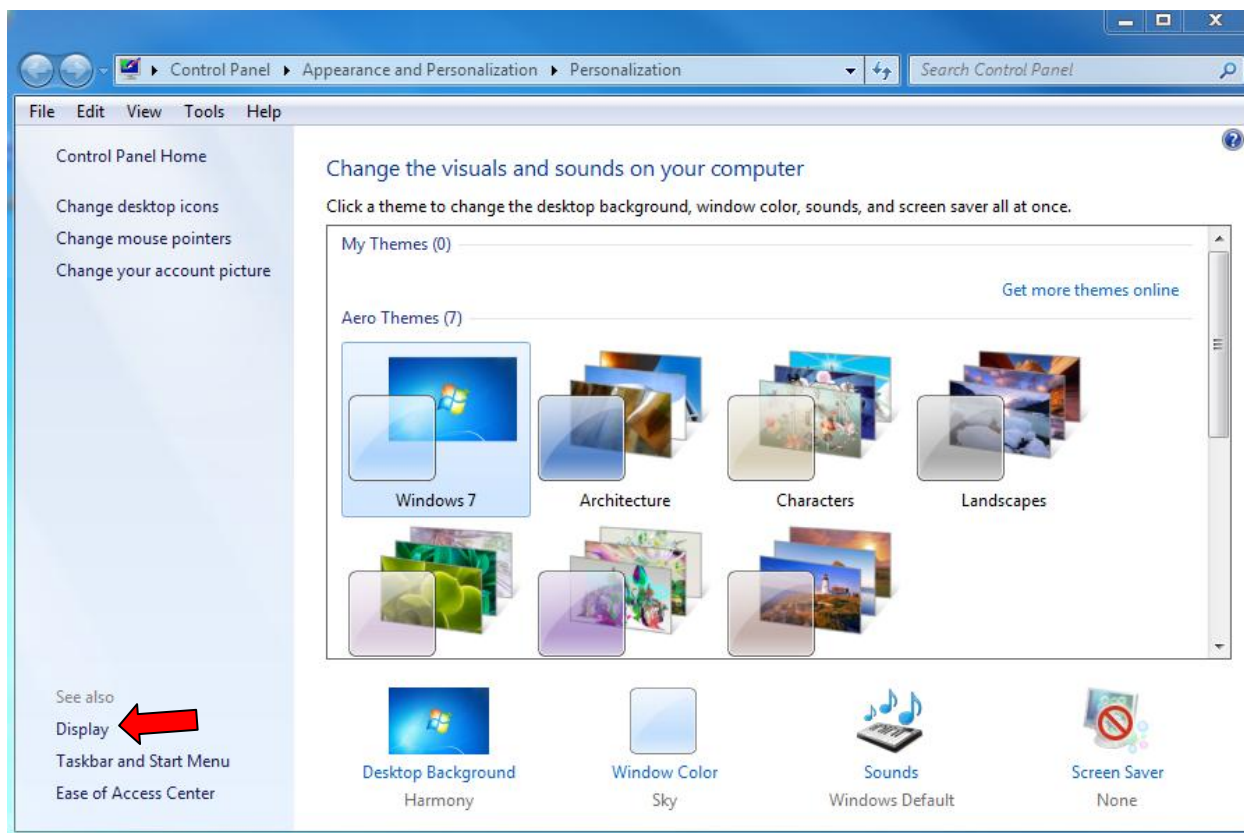 Control Panel Appearance and Personalization Personalization Search Control Panel
File Edit View Tools Help
Control Panel Home
Change desktop icons
Change mouse pointers
Change your account picture
See also
Display
Taskbar and Start Menu
Ease of Access Center
Change the visuals and sounds on your computer
Click a theme to change the desktop background, window color, sounds, and screen saver all at once.
My Themes (0)
Get more themes online
Aero Themes (7)
Windows 7 Architecture Characters Landscapes
Desktop Background Window Color Sounds Screen Saver
Harmony Sky Windows Default None